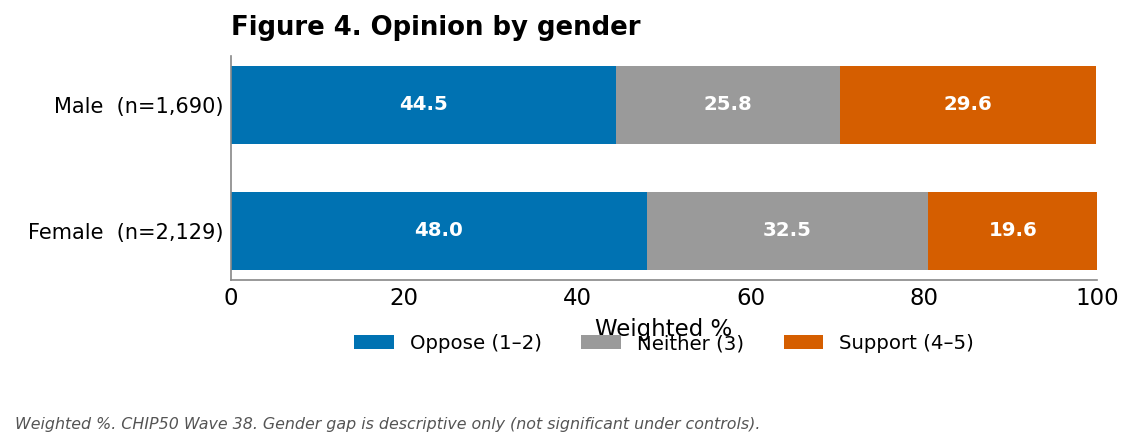 Figure 4. Opinion by gender
Male (n=1,690)
44.5
25.8
29.6
Female (n=2,129)
48.0
32.5
19.6
0 20 40 60 80 100
Weighted %
Oppose (1–2) Neither (3) Support (4–5)
Weighted %. CHIP50 Wave 38. Gender gap is descriptive only (not significant under controls).